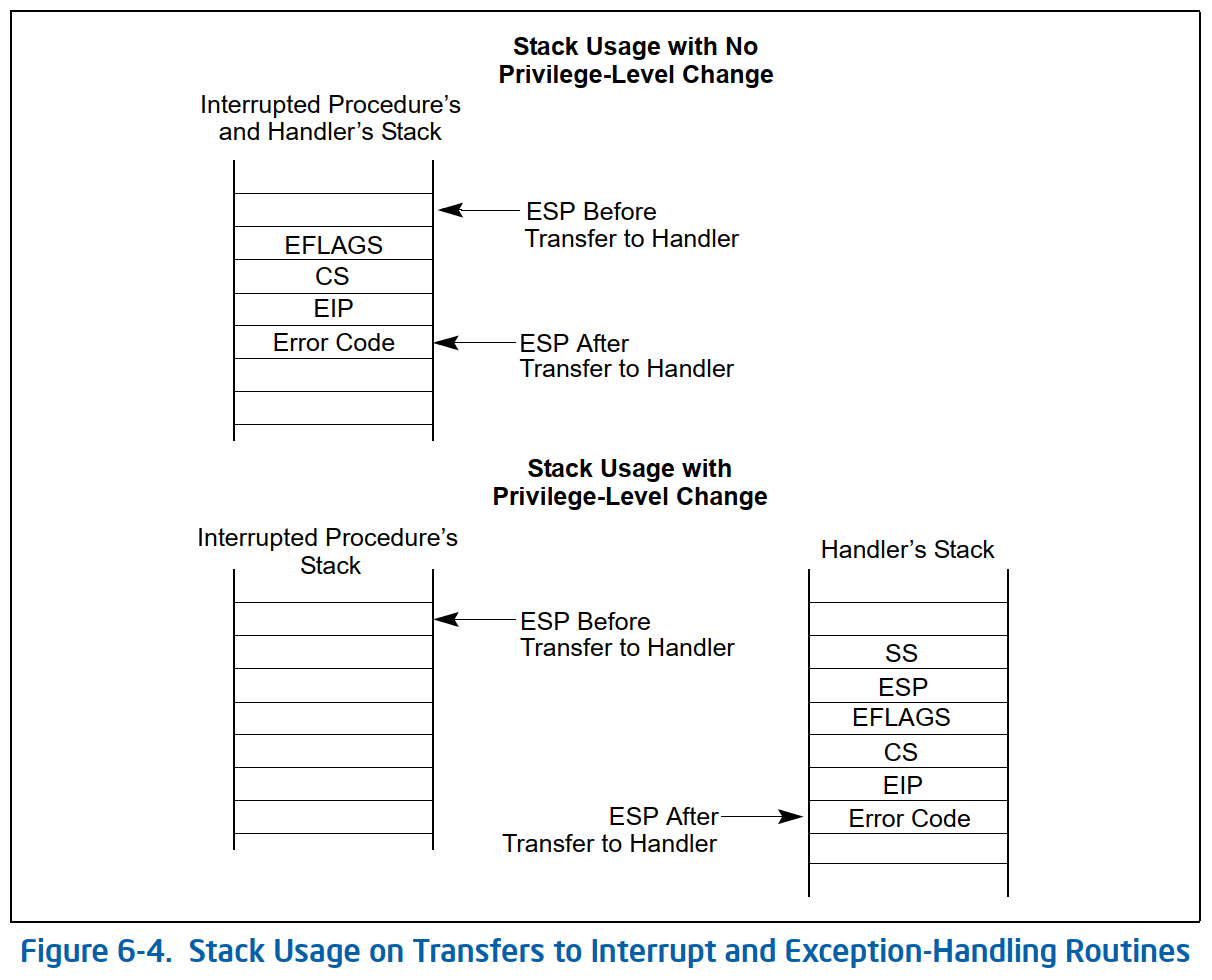 Stack Usage with No
Privilege-Level Change
Interrupted Procedure’s
and Handler’s Stack
ESP Before
Transfer to Handler
EFLAGS
CS
EIP
Error Code
ESP After
Transfer to Handler
Stack Usage with
Privilege-Level Change
Interrupted Procedure’s
Stack
Handler’s Stack
ESP Before
Transfer to Handler
SS
ESP
EFLAGS
CS
EIP
ESP After
Transfer to Handler
Error Code
Figure 6-4. Stack Usage on Transfers to Interrupt and Exception-Handling Routines